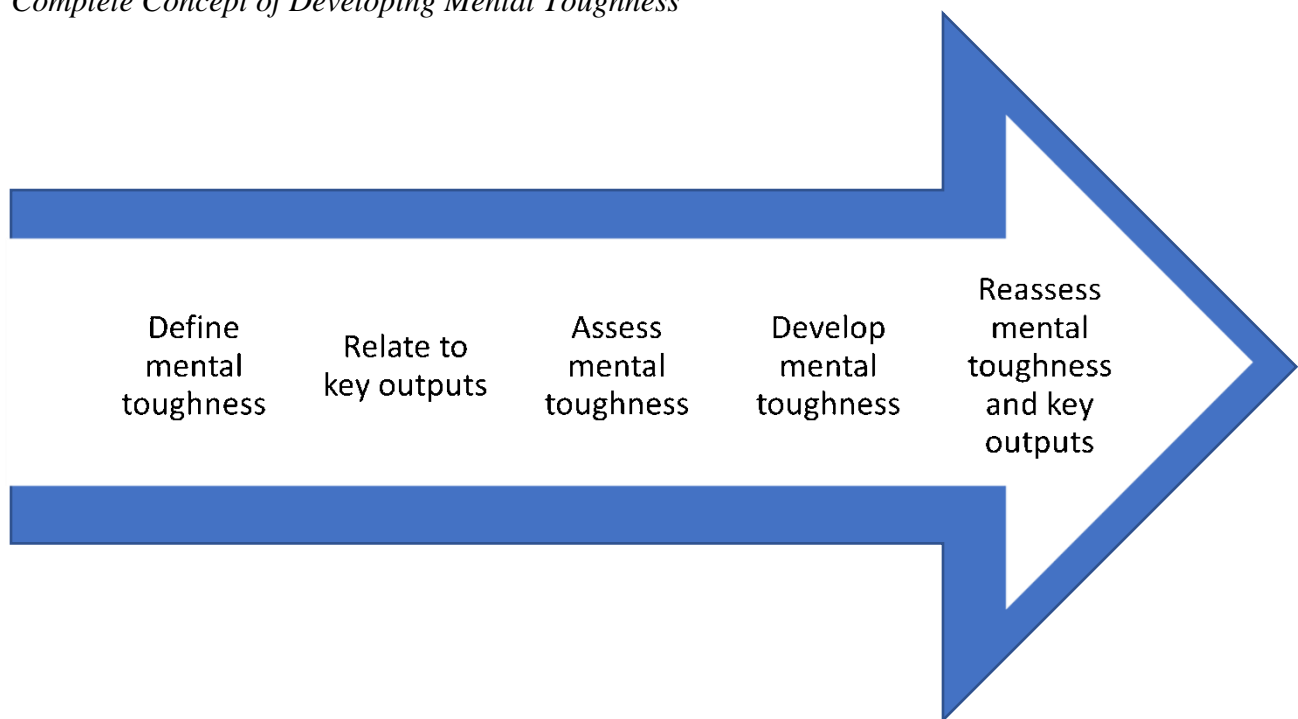 Complete Concept of Developing Mental Toughness
Define
mental
toughness
Relate to
key outputs
Assess
mental
toughness
Develop
mental
toughness
Reassess
mental
toughness
and key
outputs